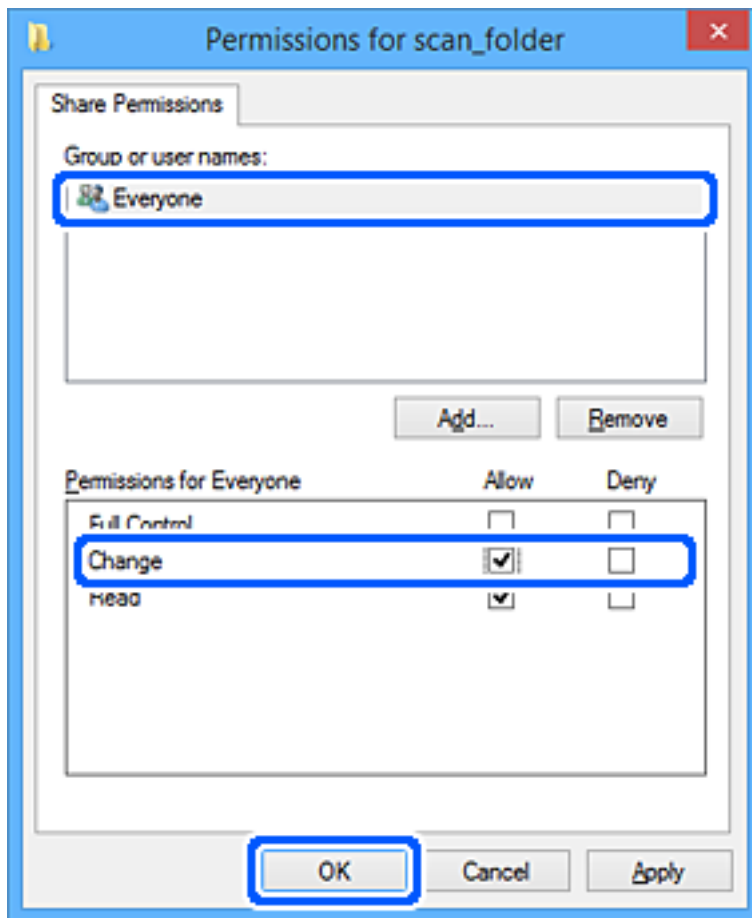 Permissions for scan_folder
Share Permissions
Group or user names:
Everyone
Add... Remove
Permissions for Everyone Allow Deny
Full Control
Change
Read
OK Cancel Apply